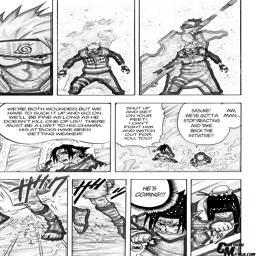 WE'RE BOTH WOUNDED, BUT WE
HAVE TO SUCK IT UP AND GO ON.
WE'LL BE FINE AS LONG AS HE
DOESN'T KILL ONE OF US!! THERE
MUST BE A LIMIT TO HIS CHAKRA.
HIS ATTACKS HAVE BEEN
GETTING WEAKER!
SHUT UP
AND GET
ON YOUR
FEET!
I CAN'T
FIGHT HIM
AND WATCH
OUT FOR
YOU, TOO!
SASUKE!
WE'VE GOTTA
STOP REACTING
AND TAKE
BACK THE
INITIATIVE!!
AW,
MAN...
HE'S
COMING!!!